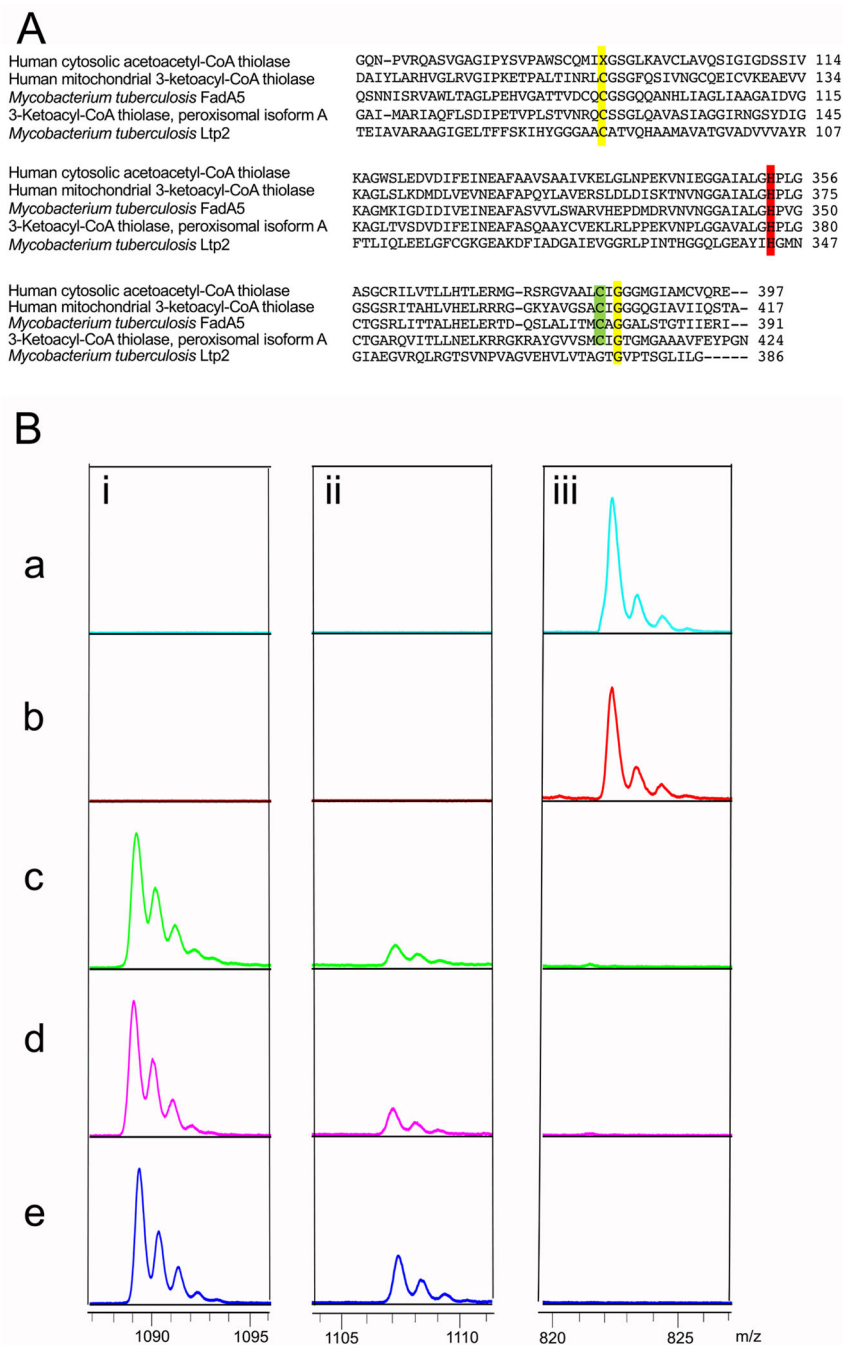 A
Human cytosolic acetoacetyl-CoA thiolase GQN-PVRQASVGAGIPYSVPAWSCQMIXGSGLKAVCLAVQSIGIGDSSIV 114
Human mitochondrial 3-ketoacyl-CoA thiolase DAIYLARHVGLRVGIPKETPALTINRLCGSGFQSIVNGCQEICVKEAEVV 134
Mycobacterium tuberculosis FadA5 QSNNISRVAWLTAGLPEHVGATTVDCQCGSGQQANHLIAGLIAAGAIDVG 115
3-Ketoacyl-CoA thiolase, peroxisomal isoform A GAI-MARIAQFLSDIPETVPLSTVNRQCSSGLQAVASIAGGIRNGSYDIG 145
Mycobacterium tuberculosis Ltp2 TEIAVARAAGIGELTFFSKIHYGGGAACATVQHAAMAVATGVADVVVAYR 107
Human cytosolic acetoacetyl-CoA thiolase KAGWSLEDVDIFEINEAFAAVSAAIVKELGLNPEKVNIEGGAIALGHPLG 356
Human mitochondrial 3-ketoacyl-CoA thiolase KAGLSLKDMDLVEVNEAFAPQYLAVERSLDLDISKTNVNGGAIALGHPLG 375
Mycobacterium tuberculosis FadA5 KAGMKIGDIDIVEINEAFASVVLSWARVHEPDMDRVNVNGGAIALGHPVG 350
3-Ketoacyl-CoA thiolase, peroxisomal isoform A KAGLTVSDVDIFEINEAFASQAAYCVEKLRLPPEKVNPLGGAVALGHPLG 380
Mycobacterium tuberculosis Ltp2 FTLIQLEELGFCGKGEAKDFIADGAIEVGGRLPINTHGGQLGEAYIHGMN 347
Human cytosolic acetoacetyl-CoA thiolase ASGCRILVTLLHTLERMG-RSRGVAALCIGGGMGIAMCVQRE-- 397
Human mitochondrial 3-ketoacyl-CoA thiolase GSGSRITAHLVHELRRRGGKYAVGSACIGGGQGIAVIIQSTA- 417
Mycobacterium tuberculosis FadA5 CTGSRLITTALHELERTD-QSLALITMCAGGALSTGTIIERI-- 391
3-Ketoacyl-CoA thiolase, peroxisomal isoform A CTGARQVITLLNELKRRGKRAYGVVSMCIGTGMGAAAVFEYPGN 424
Mycobacterium tuberculosis Ltp2 GIAEGVRQLRGTSVNPVAGVEHVLVTAGTGVPTSGLILG----- 386
B
i ii iii
a
b
c
d
e
1090 1095 1105 1110 820 825 m/z